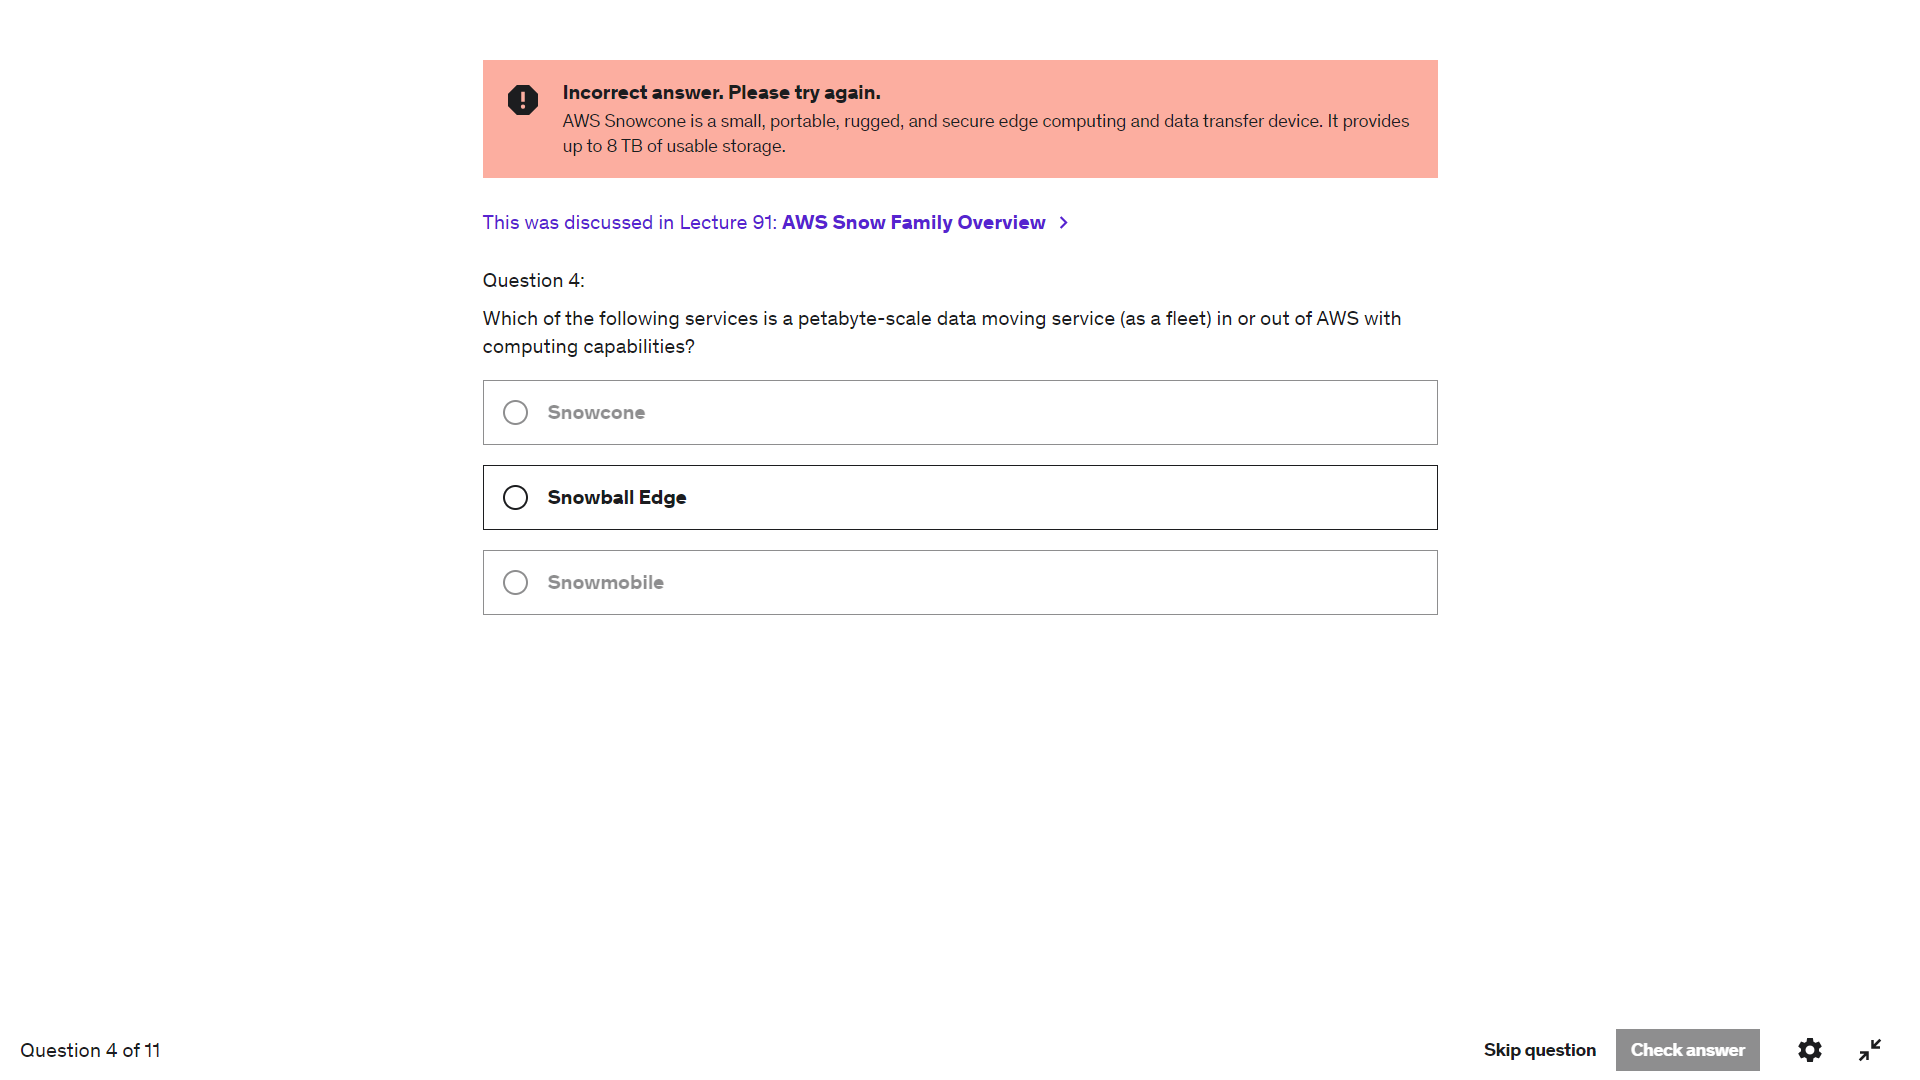 Incorrect answer. Please try again.
AWS Snowcone is a small, portable, rugged, and secure edge computing and data transfer device. It provides
up to 8 TB of usable storage.
This was discussed in Lecture 91: AWS Snow Family Overview
Question 4:
Which of the following services is a petabyte-scale data moving service (as a fleet) in or out of AWS with
computing capabilities?
Snowcone
Snowball Edge
Snowmobile
Question 4 of 11
Skip question
Check answer